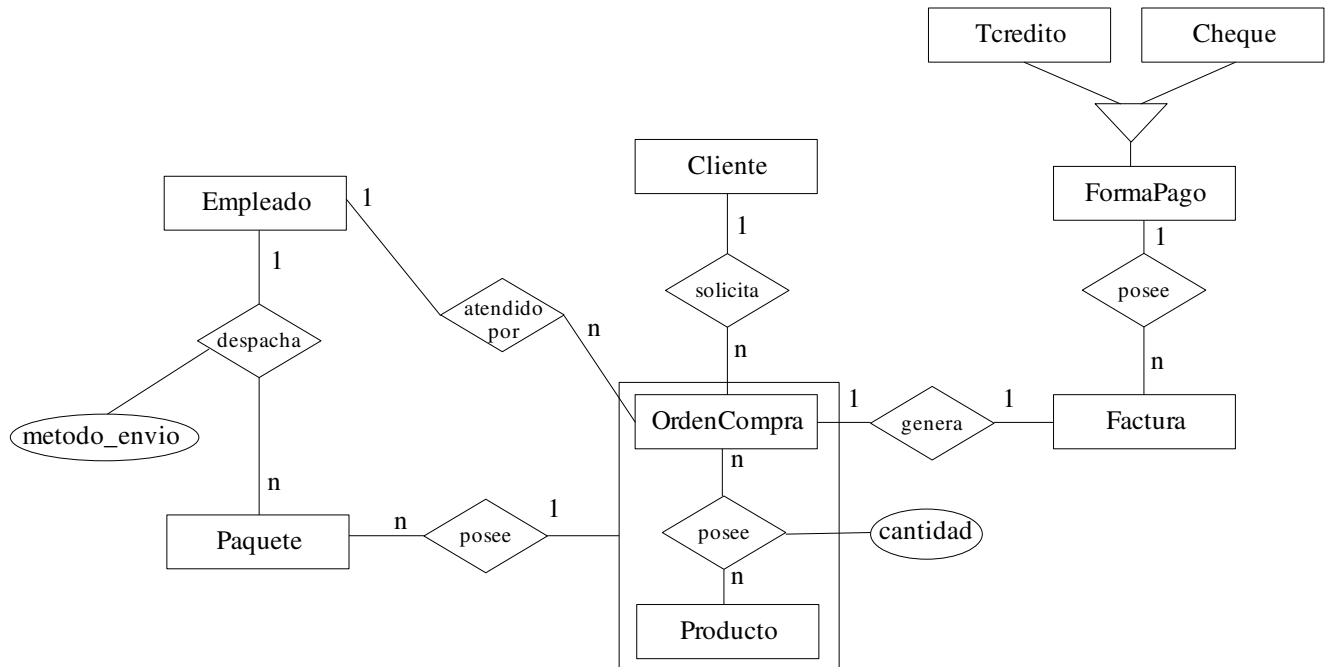 Tcredito
Cheque
Cliente
Empleado
FormaPago
1
1
1
1
solicita
posee
atendido
por
n
despacha
n
n
OrdenCompra
1
genera
1
Factura
metodo_envio
n
n
Paquete
n
posee
1
posee
cantidad
n
Producto